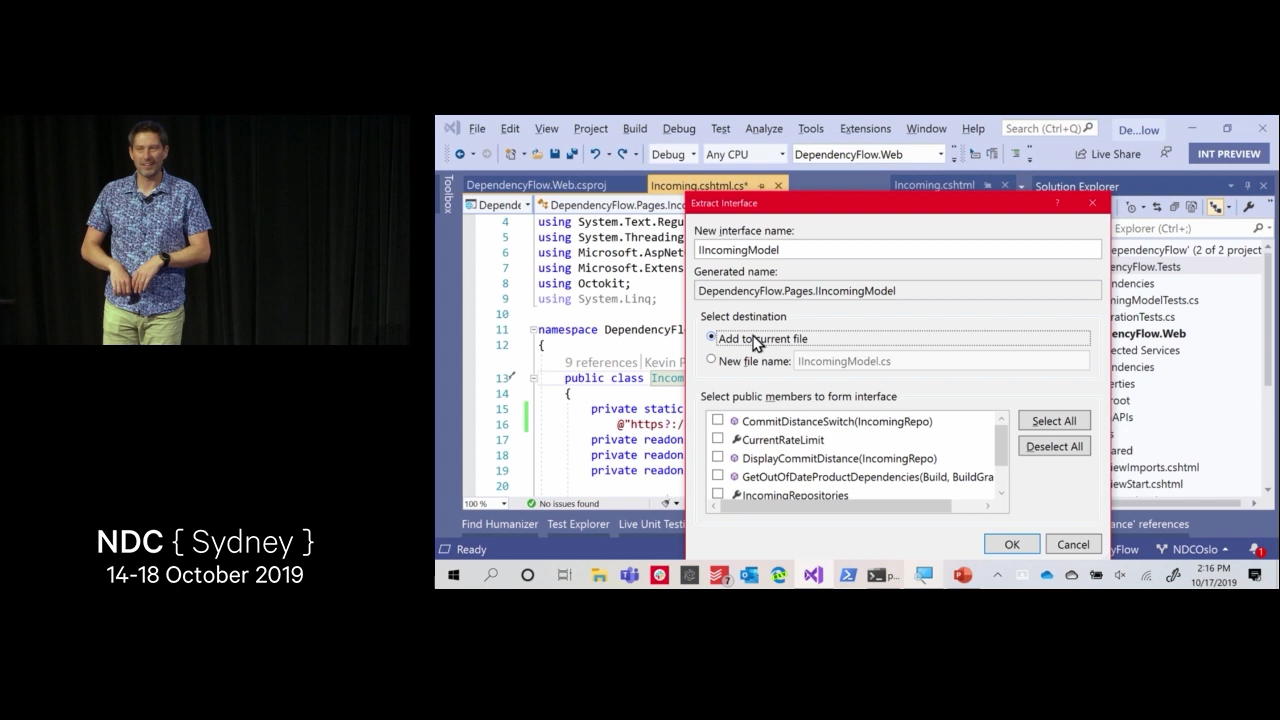 NDC { Sydney }
14-18 October 2019
File Edit View Project Build Debug Test Analyze Tools Extensions Window Help Search (Ctrl+Q) De...low
Debug Any CPU DependencyFlow.Web Live Share INT PREVIEW
Toolbox
DependencyFlow.Web.csproj Incoming.cshtml.cs* Incoming.cshtml Solution Explorer
Depende DependencyFlow.Pages.Inco
4 using System.Text.Regu
5 using System.Threading
6 using Microsoft.AspNet
7 using Microsoft.Extens
8 using Octokit;
9 using System.Linq;
10
11 namespace DependencyFl
12 {
9 references | Kevin P
13 public class Incom
14 {
15 private static
16 @"https?:/
17 private readon
18 private readon
19 private readon
20
100 % No issues found
Extract Interface ?
New interface name:
IIncomingModel
Generated name:
DependencyFlow.Pages.IIncomingModel
Select destination
Add to current file
New file name: IIncomingModel.cs
Select public members to form interface
CommitDistanceSwitch(IncomingRepo)
CurrentRateLimit
DisplayCommitDistance(IncomingRepo)
GetOutOfDateProductDependencies(Build, BuildGra
IncomingRepositories
Select All
Deselect All
OK Cancel
Explorer (Ctrl+;)
ependencyFlow' (2 of 2 project
encyFlow.Tests
ndencies
mingModelTests.cs
rationTests.cs
encyFlow.Web
ected Services
ndencies
erties
root
APIs
ared
iewImports.cshtml
iewStart.cshtml
Find Humanizer Test Explorer Live Unit Testi ance' references
Ready yFlow NDCOslo 1
7 p... 2:16 PM
10/17/2019